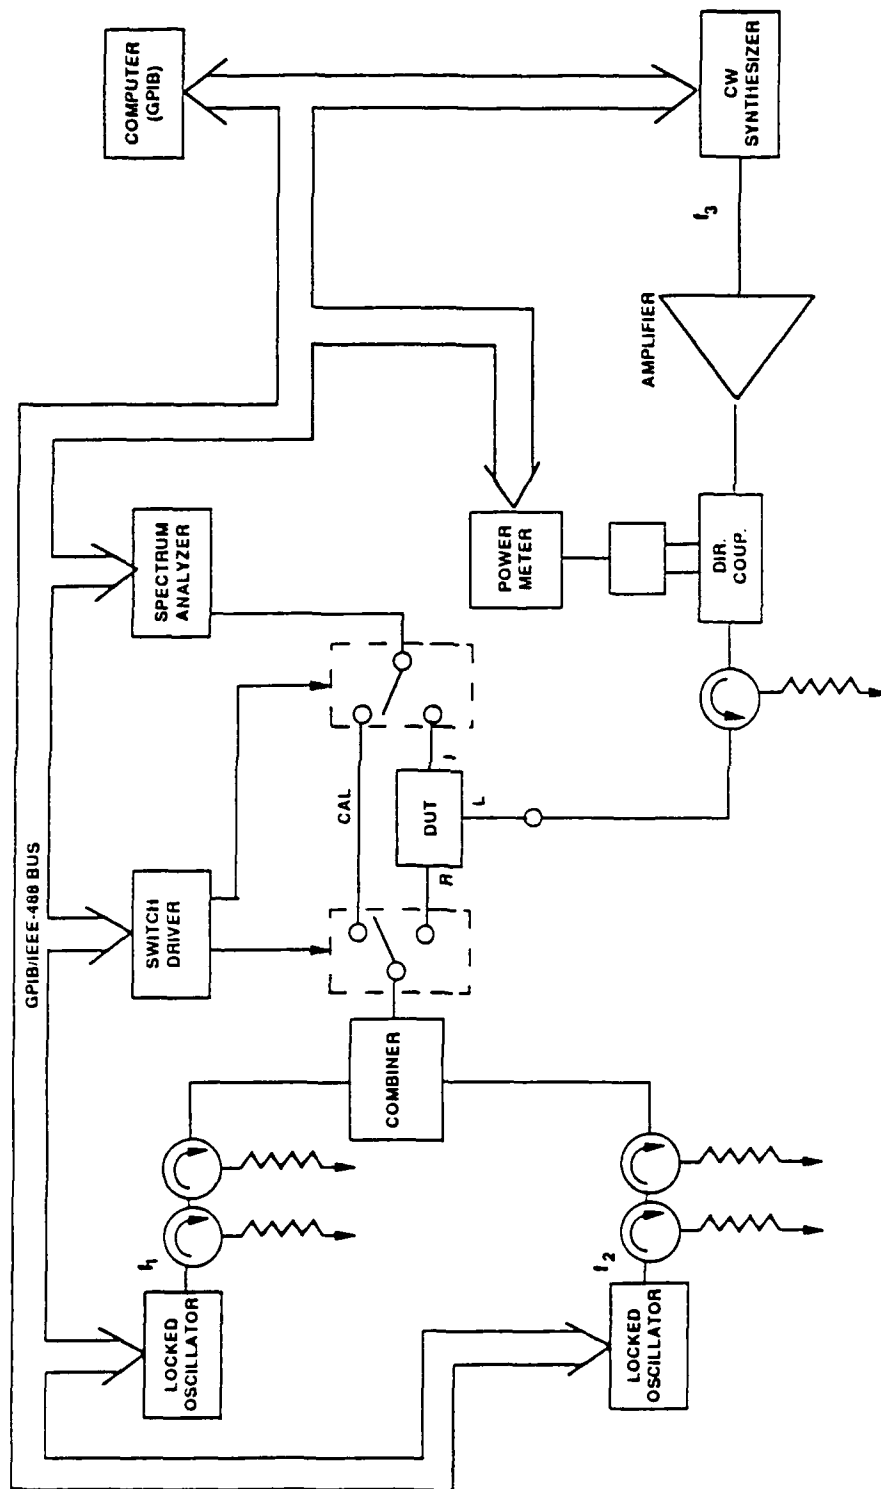 GPIB/IEEE-488 BUS
LOCKED
OSCILLATOR
f1
SWITCH
DRIVER
SPECTRUM
ANALYZER
COMPUTER
(GPIB)
COMBINER
CAL
R
DUT
I
L
LOCKED
OSCILLATOR
f2
POWER
METER
DIR.
COUP.
AMPLIFIER
f3
CW
SYNTHESIZER